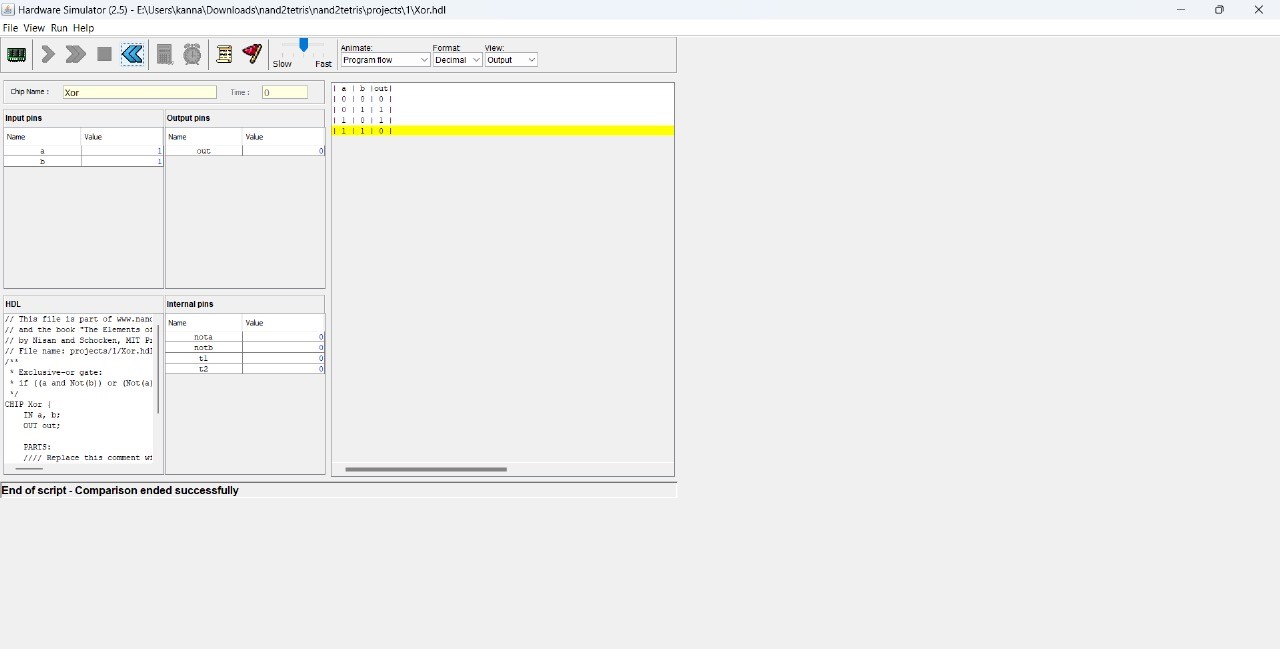 Hardware Simulator (2.5) - E:\Users\kanna\Downloads\nand2tetris\nand2tetris\projects\1\Xor.hdl
File View Run Help
Slow Fast
Animate: Format: View:
Program flow Decimal Output
Chip Name : Xor Time : 0
Input pins Output pins
Name Value Name Value
a 1 out 0
b 1
| a | b |out|
| 0 | 0 | 0 |
| 0 | 1 | 1 |
| 1 | 0 | 1 |
| 1 | 1 | 0 |
HDL
// This file is part of www.nand
// and the book "The Elements of
// by Nisan and Schocken, MIT Pr
// File name: projects/1/Xor.hdl
/**
* Exclusive-or gate:
* if ((a and Not(b)) or (Not(a)
*/
CHIP Xor {
IN a, b;
OUT out;
PARTS:
//// Replace this comment wi
Internal pins
Name Value
nota 0
notb 0
t1 0
t2 0
End of script - Comparison ended successfully